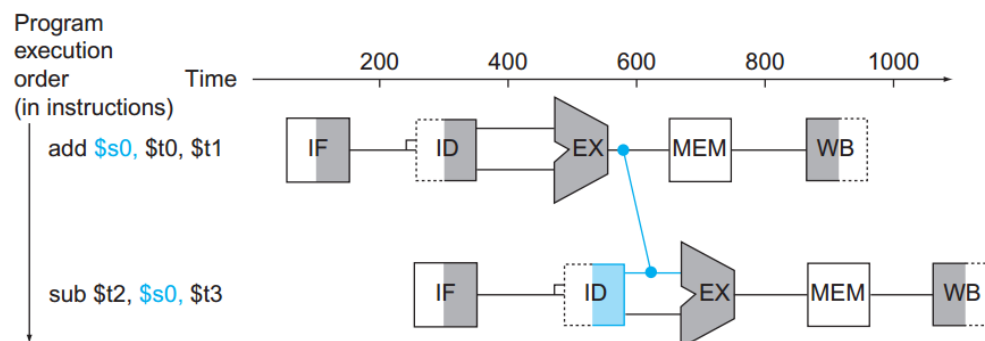 Program
execution
order
(in instructions)
Time
200 400 600 800 1000
add $s0, $t0, $t1
IF ID EX MEM WB
sub $t2, $s0, $t3
IF ID EX MEM WB